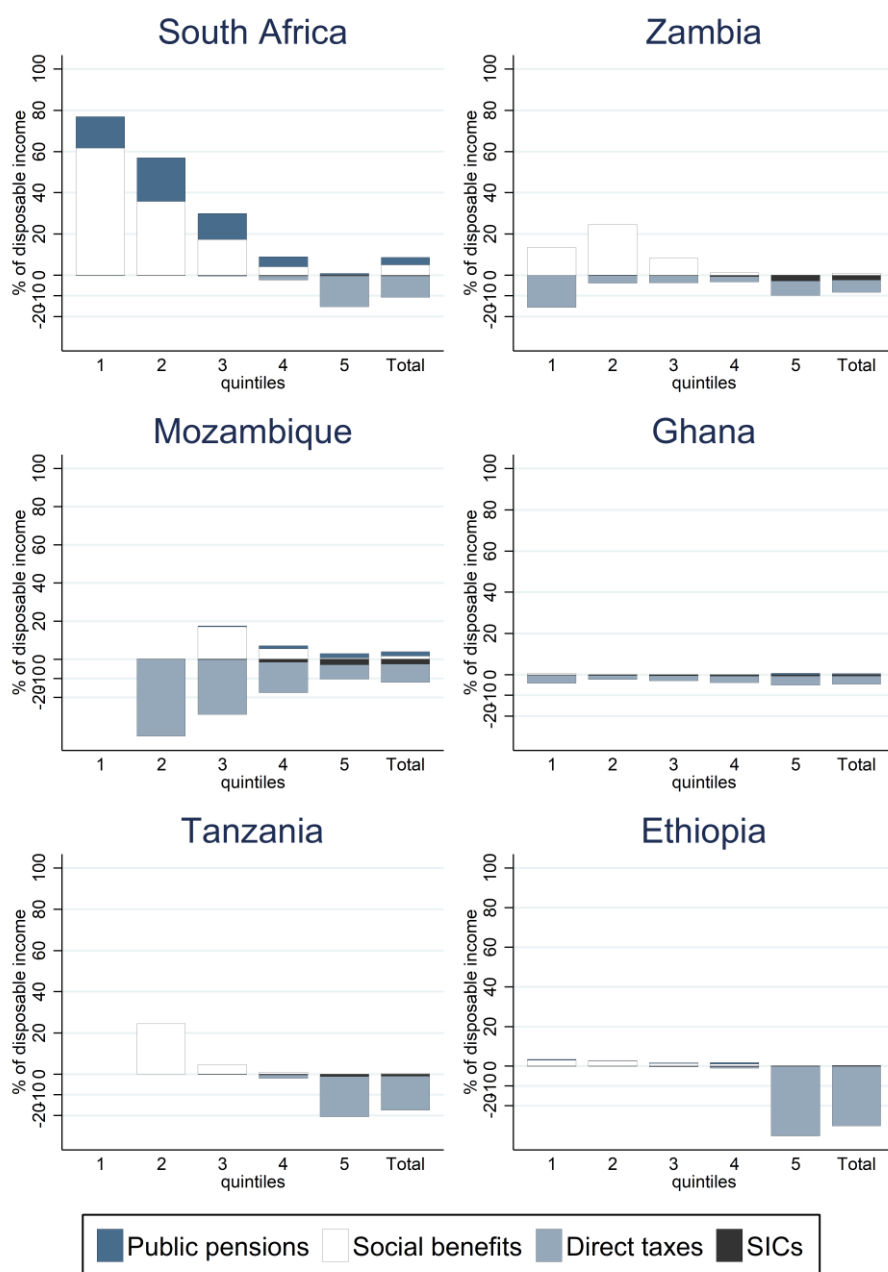 South Africa
% of disposable income
-20
-10
0
20
40
60
80
100
1 2 3 4 5 Total
quintiles
Zambia
% of disposable income
-20
-10
0
20
40
60
80
100
1 2 3 4 5 Total
quintiles
Mozambique
% of disposable income
-20
-10
0
20
40
60
80
100
1 2 3 4 5 Total
quintiles
Ghana
% of disposable income
-20
-10
0
20
40
60
80
100
1 2 3 4 5 Total
quintiles
Tanzania
% of disposable income
-20
-10
0
20
40
60
80
100
1 2 3 4 5 Total
quintiles
Ethiopia
% of disposable income
-20
-10
0
20
40
60
80
100
1 2 3 4 5 Total
quintiles
Public pensions Social benefits Direct taxes SICs